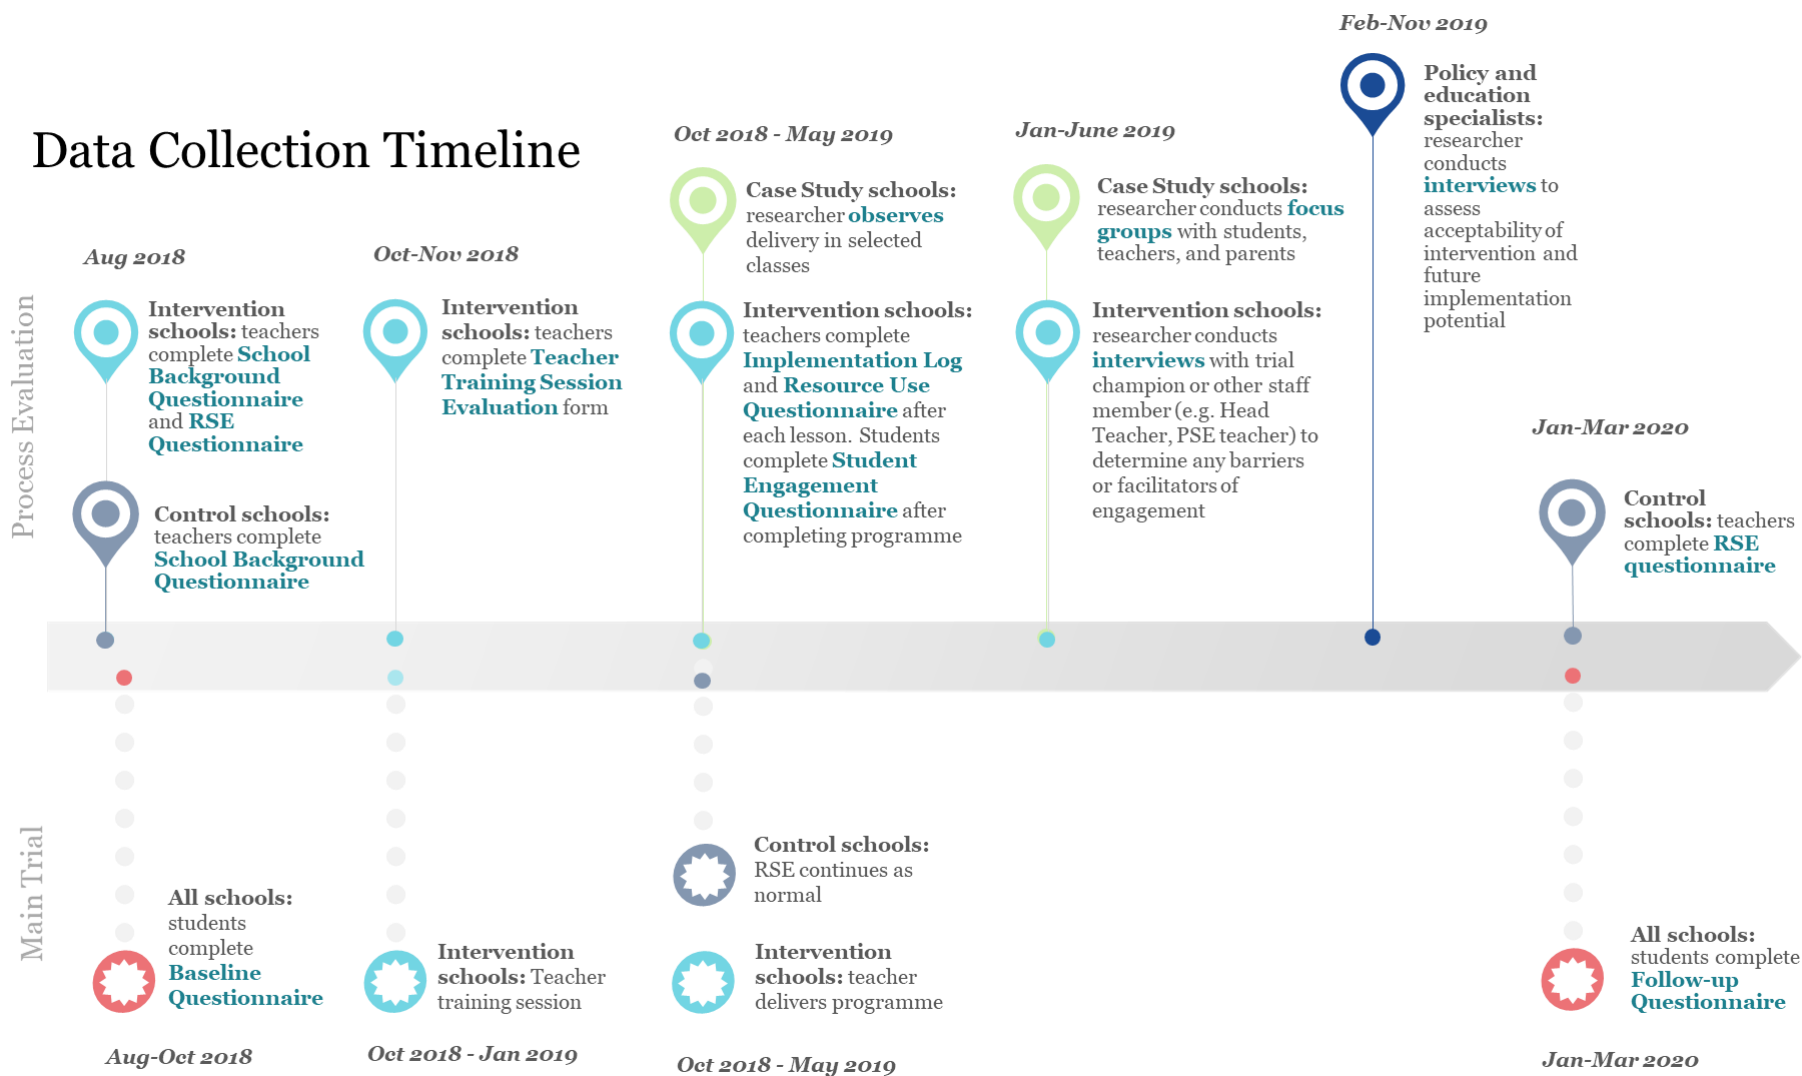 Data Collection Timeline
Process Evaluation
Aug 2018
Intervention
schools: teachers
complete School
Background
Questionnaire
and RSE
Questionnaire
Control schools:
teachers complete
School Background
Questionnaire
Oct-Nov 2018
Intervention
schools: teachers
complete Teacher
Training Session
Evaluation form
Oct 2018 - May 2019
Case Study schools:
researcher observes
delivery in selected
classes
Intervention schools:
teachers complete
Implementation Log
and Resource Use
Questionnaire after
each lesson. Students
complete Student
Engagement
Questionnaire after
completing programme
Jan-June 2019
Case Study schools:
researcher conducts focus
groups with students,
teachers, and parents
Intervention schools:
researcher conducts
interviews with trial
champion or other staff
member (e.g. Head
Teacher, PSE teacher) to
determine any barriers
or facilitators of
engagement
Feb-Nov 2019
Policy and
education
specialists:
researcher
conducts
interviews to
assess
acceptability of
intervention and
future
implementation
potential
Jan-Mar 2020
Control
schools: teachers
complete RSE
questionnaire
Main Trial
All schools:
students
complete
Baseline
Questionnaire
Aug-Oct 2018
Intervention
schools: Teacher
training session
Oct 2018 - Jan 2019
Control schools:
RSE continues as
normal
Intervention
schools: teacher
delivers programme
Oct 2018 - May 2019
All schools:
students complete
Follow-up
Questionnaire
Jan-Mar 2020